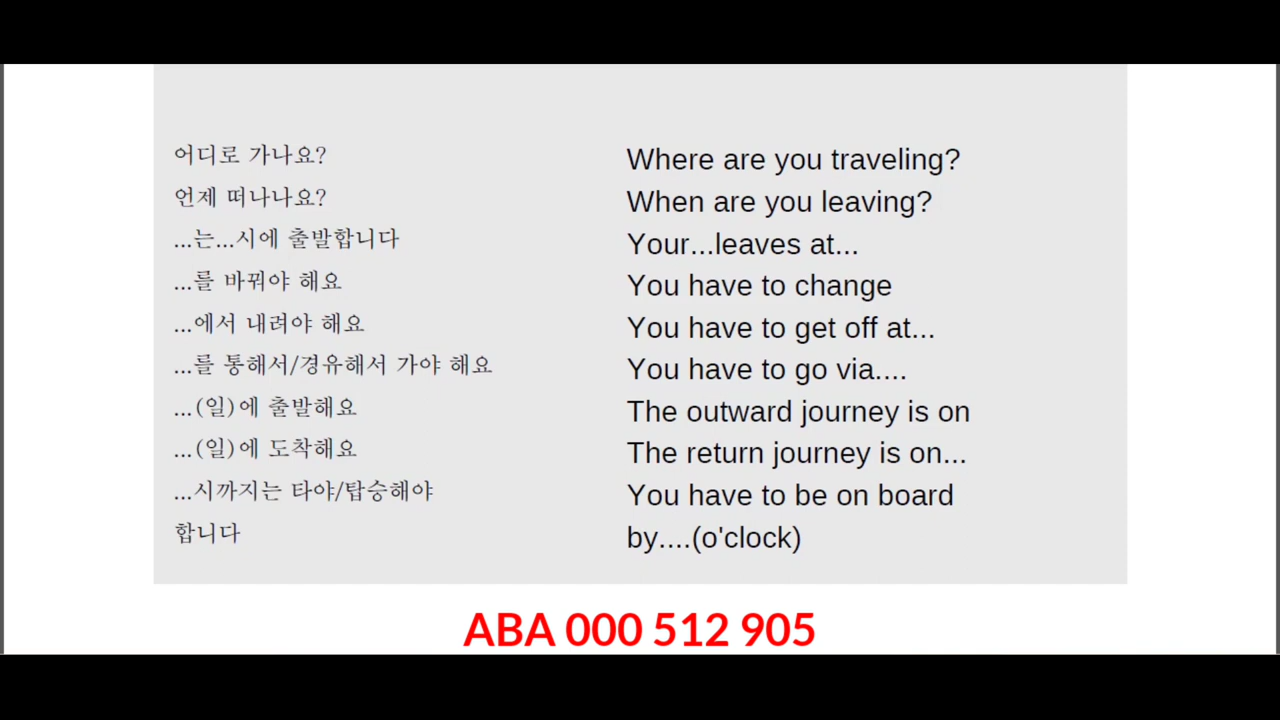 어디로 가나요?
언제 떠나나요?
...는...시에 출발합니다
...를 바꿔야 해요
...에서 내려야 해요
...를 통해서/경유해서 가야 해요
...(일)에 출발해요
...(일)에 도착해요
...시까지는 타야/탑승해야
합니다
Where are you traveling?
When are you leaving?
Your...leaves at...
You have to change
You have to get off at...
You have to go via....
The outward journey is on
The return journey is on...
You have to be on board
by....(o'clock)
ABA 000 512 905